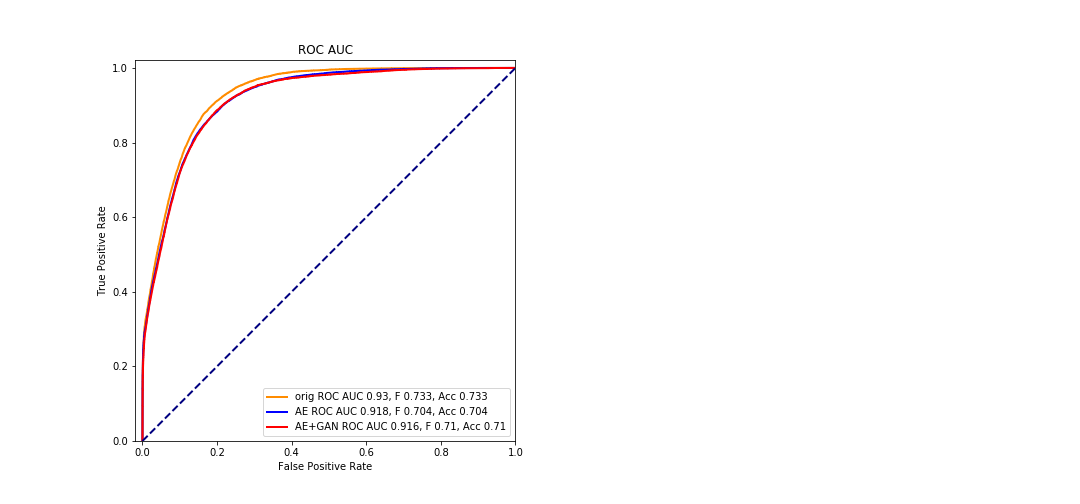 ROC AUC
1.0
0.8
0.6
0.4
0.2
0.0
True Positive Rate
orig ROC AUC 0.93, F 0.733, Acc 0.733
AE ROC AUC 0.918, F 0.704, Acc 0.704
AE+GAN ROC AUC 0.916, F 0.71, Acc 0.71
0.0 0.2 0.4 0.6 0.8 1.0
False Positive Rate